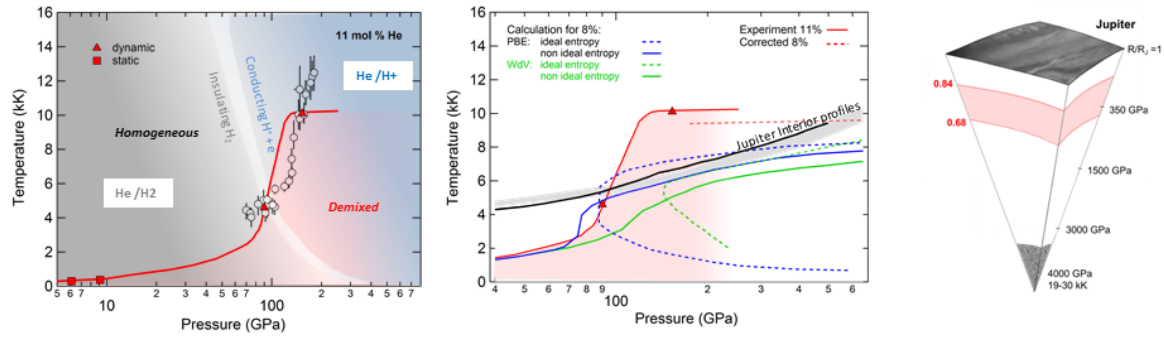 16
14
12
10
8
6
4
2
0
Temperature (kK)
dynamic
static
11 mol % He
He /H+
Insulating H₂
Conducting H⁺+e
Homogeneous
He /H2
Demixed
5 6 7 10 2 3 4 5 6 7 100 2 3 4 5 6 7
Pressure (GPa)
16
14
12
10
8
6
4
2
0
Temperature (kK)
Calculation for 8%:
PBE: ideal entropy
non ideal entropy
WdV: ideal entropy
non ideal entropy
Experiment 11%
Corrected 8%
Jupiter Interior profiles
4 5 6 7 8 9 100 2 3 4 5 6
Pressure (GPa)
Jupiter
R/RJ =1
0.84
0.68
350 GPa
1500 GPa
3000 GPa
4000 GPa
19-30 kK